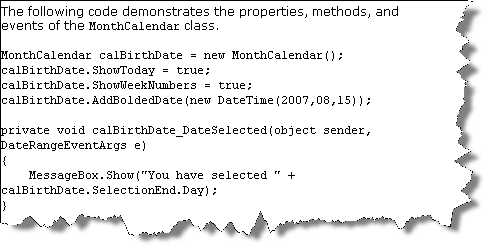 The following code demonstrates the properties, methods, and
events of the MonthCalendar class.
MonthCalendar calBirthDate = new MonthCalendar();
calBirthDate.ShowToday = true;
calBirthDate.ShowWeekNumbers = true;
calBirthDate.AddBoldedDate(new DateTime(2007,08,15));
private void calBirthDate_DateSelected(object sender,
DateRangeEventArgs e)
{
MessageBox.Show("You have selected " +
calBirthDate.SelectionEnd.Day);
}